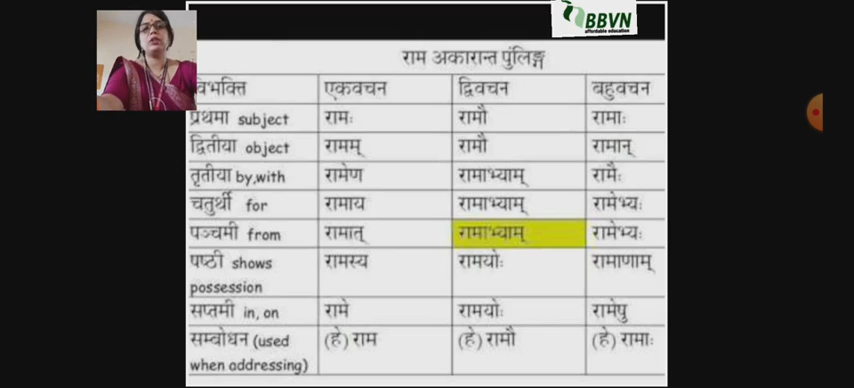 BBVN
affordable education
राम अकारान्त पुंलिङ्ग
विभक्ति एकवचन द्विवचन बहुवचन
प्रथमा subject रामः रामौ रामाः
द्वितीया object रामम् रामौ रामान्
तृतीया by,with रामेण रामाभ्याम् रामैः
चतुर्थी for रामाय रामाभ्याम् रामेभ्यः
पञ्चमी from रामात् रामाभ्याम् रामेभ्यः
षष्ठी shows रामस्य रामयोः रामाणाम्
possession
सप्तमी in, on रामे रामयोः रामेषु
सम्बोधन (used (हे) राम (हे) रामौ (हे) रामाः
when addressing)